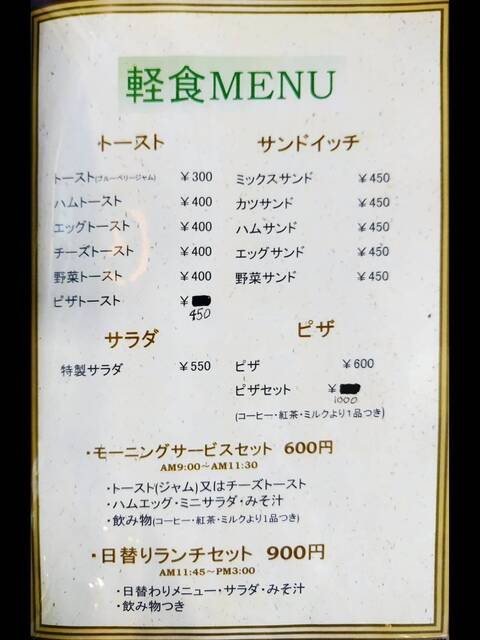 軽食MENU
トースト
トースト(ブルーベリージャム) ￥300
ハムトースト ￥400
エッグトースト ￥400
チーズトースト ￥400
野菜トースト ￥400
ピザトースト ￥
450
サンドイッチ
ミックスサンド ￥450
カツサンド ￥450
ハムサンド ￥450
エッグサンド ￥450
野菜サンド ￥450
サラダ
特製サラダ ￥550
ピザ
ピザ ￥600
ピザセット ￥
1000
(コーヒー・紅茶・ミルクより1品つき)
・モーニングサービスセット 600円
AM9:00～AM11:30
・トースト(ジャム)又はチーズトースト
・ハムエッグ・ミニサラダ・みそ汁
・飲み物(コーヒー・紅茶・ミルクより1品つき)
・日替りランチセット 900円
AM11:45～PM3:00
・日替わりメニュー・サラダ・みそ汁
・飲み物つき